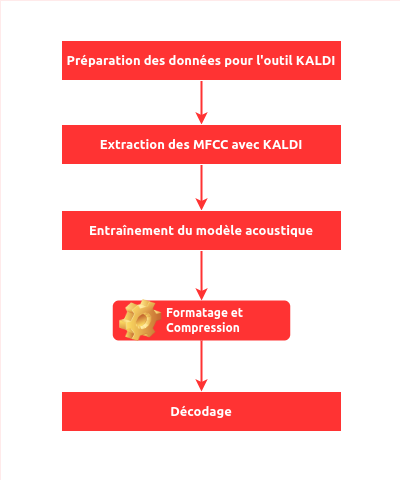 Préparation des données pour l'outil KALDI
Extraction des MFCC avec KALDI
Entraînement du modèle acoustique
Formatage et
Compression
Décodage